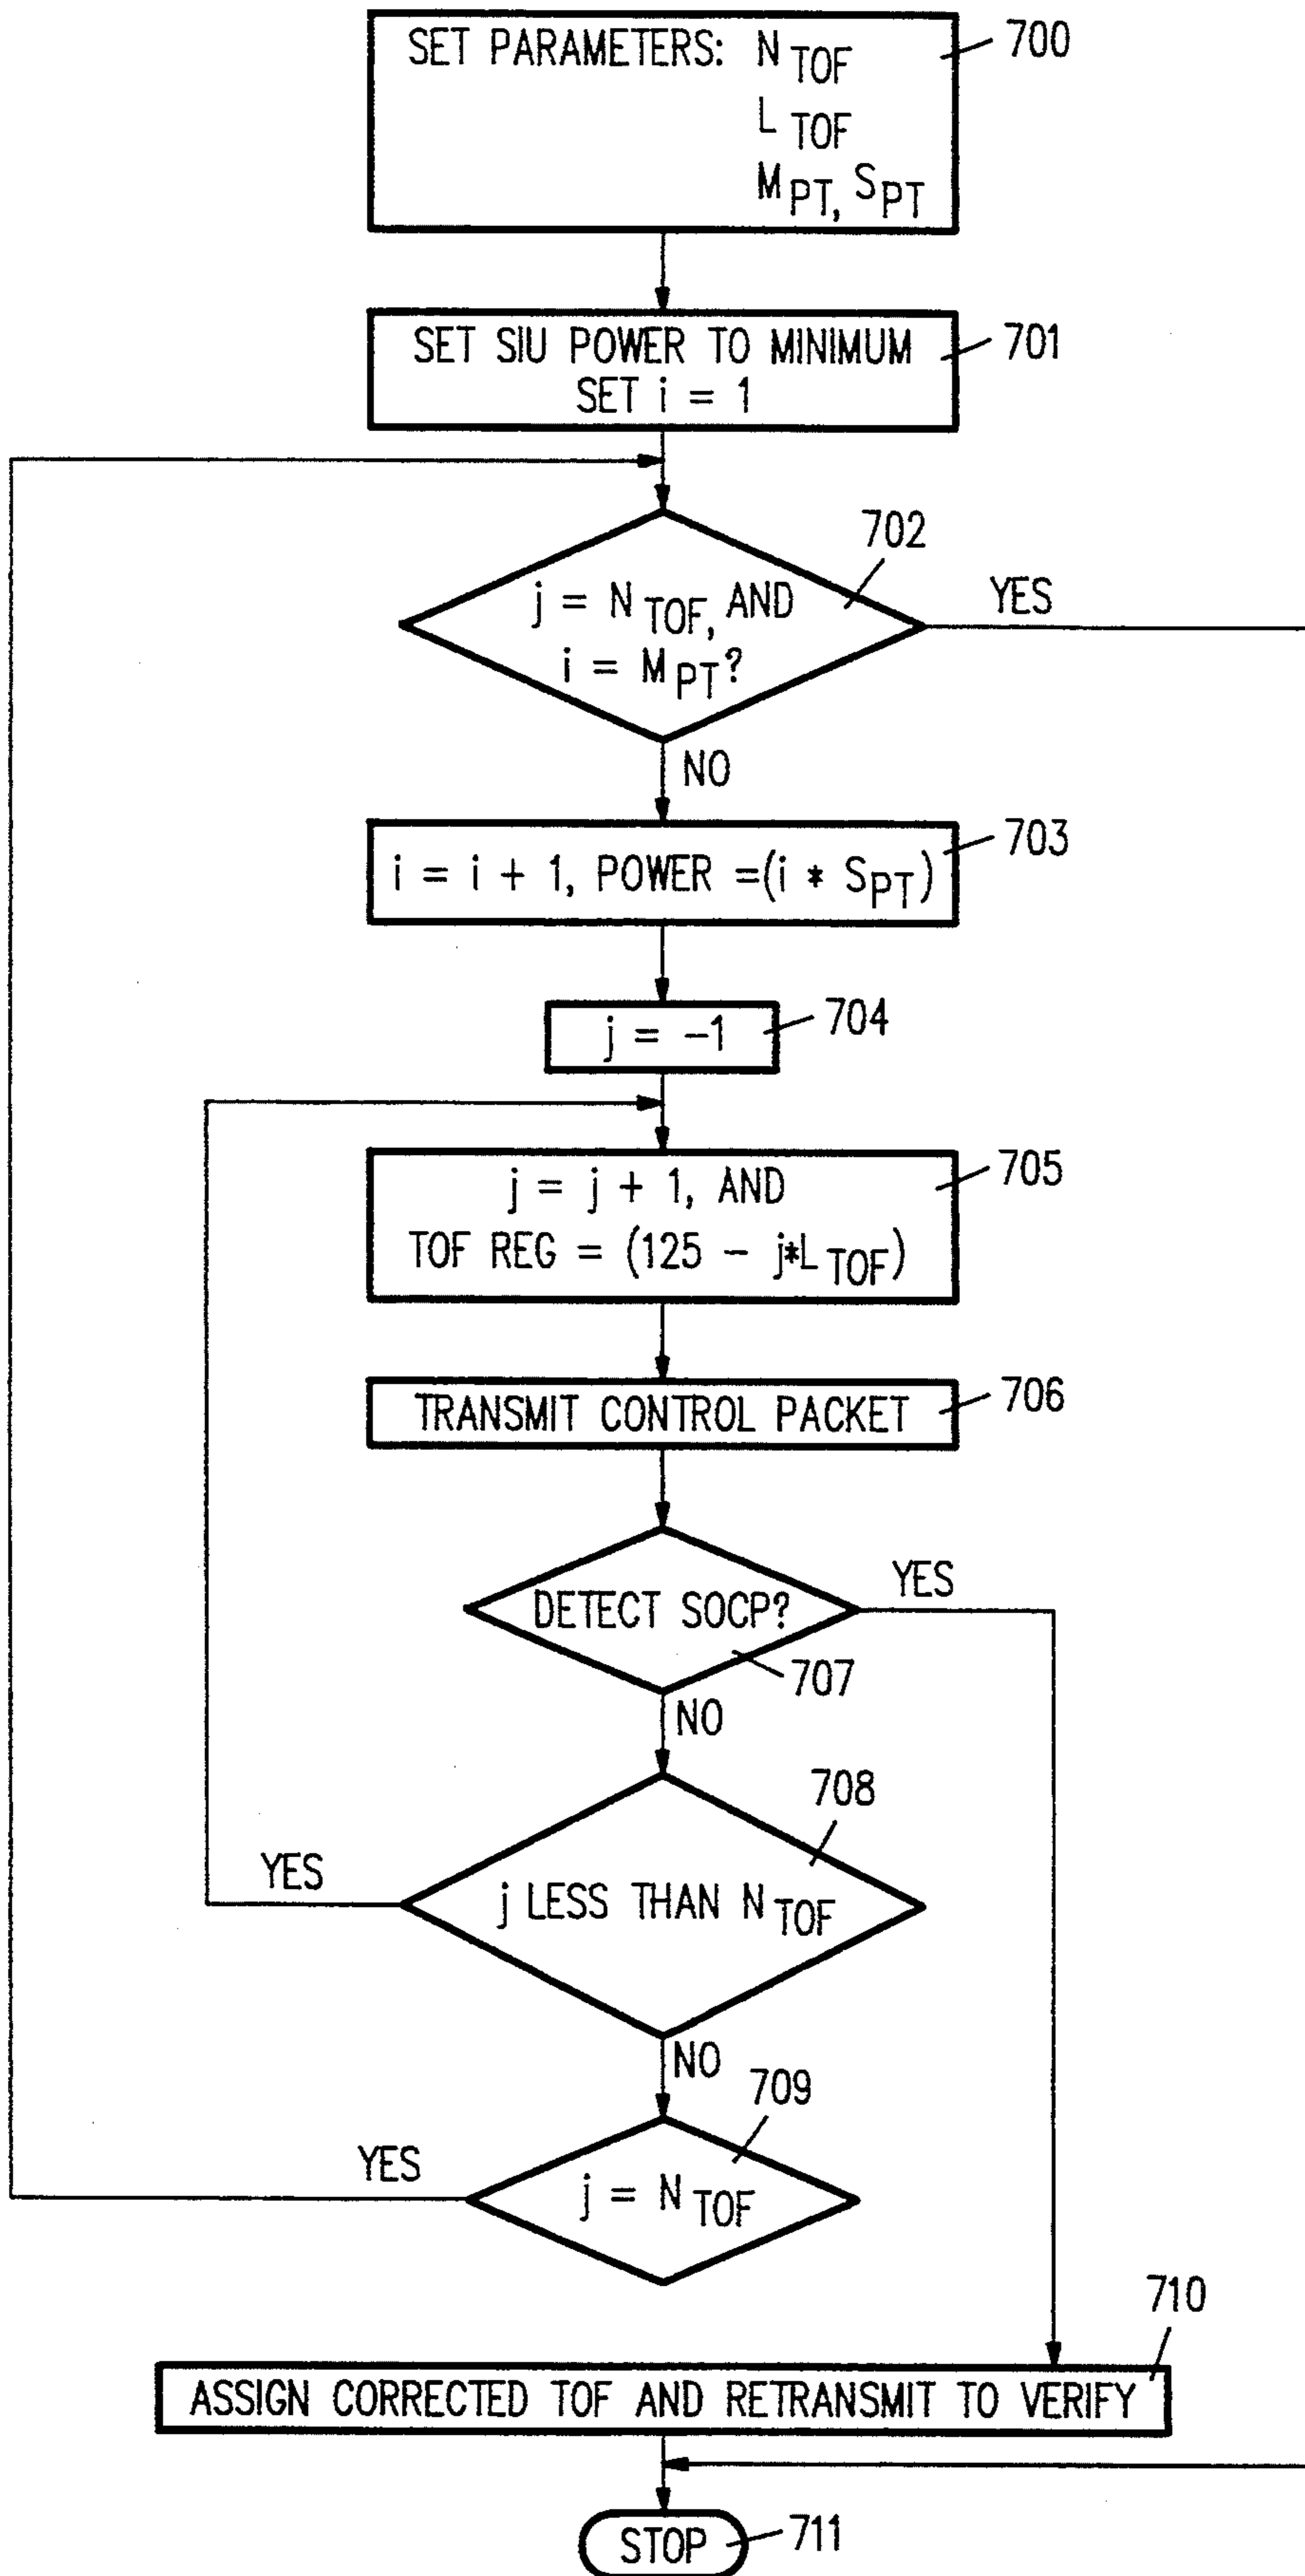 SET PARAMETERS: N TOF
L TOF
M PT, S PT
700
SET SIU POWER TO MINIMUM
SET i = 1
701
702
j = N TOF, AND
i = M PT?
YES
NO
i = i + 1, POWER =(i * S PT)
703
j = -1
704
j = j + 1, AND
TOF REG = (125 - j*L TOF)
705
TRANSMIT CONTROL PACKET
706
DETECT SOCP?
YES
707
NO
708
j LESS THAN N TOF
YES
NO
709
j = N TOF
YES
710
ASSIGN CORRECTED TOF AND RETRANSMIT TO VERIFY
STOP
711